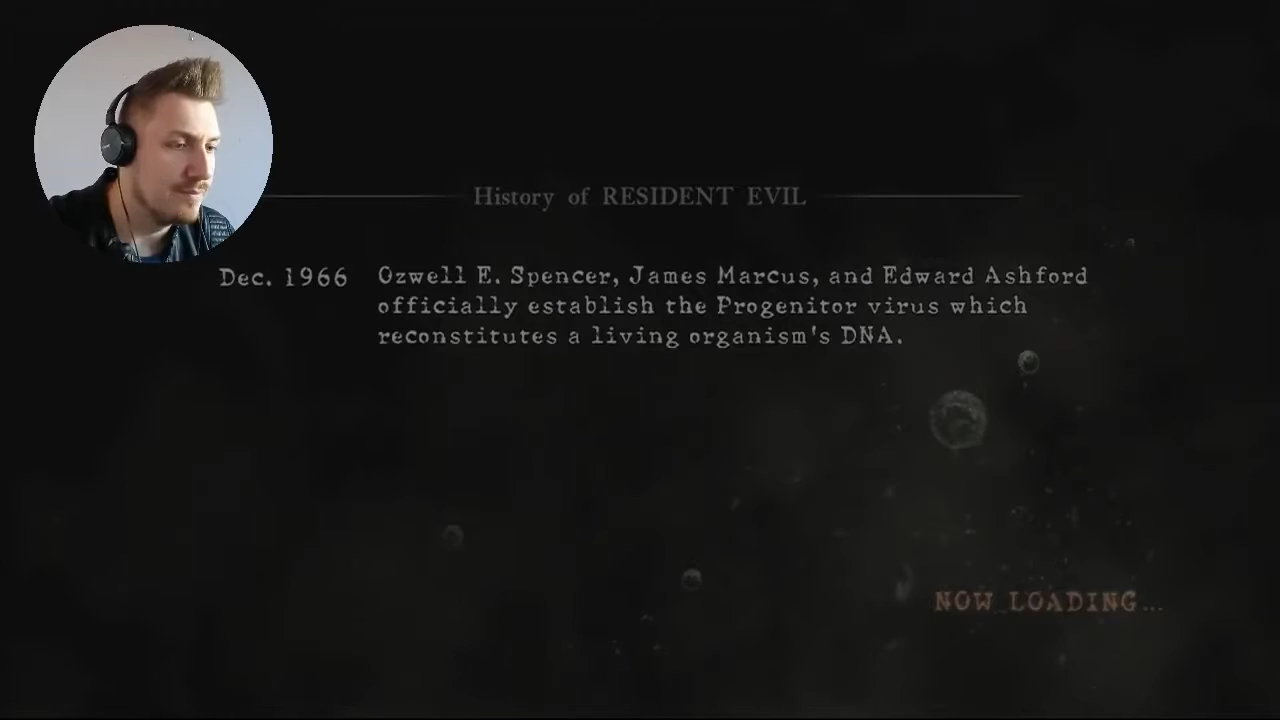 History of RESIDENT EVIL
Dec. 1966 Ozwell E. Spencer, James Marcus, and Edward Ashford
officially establish the Progenitor virus which
reconstitutes a living organism's DNA.
NOW LOADING...